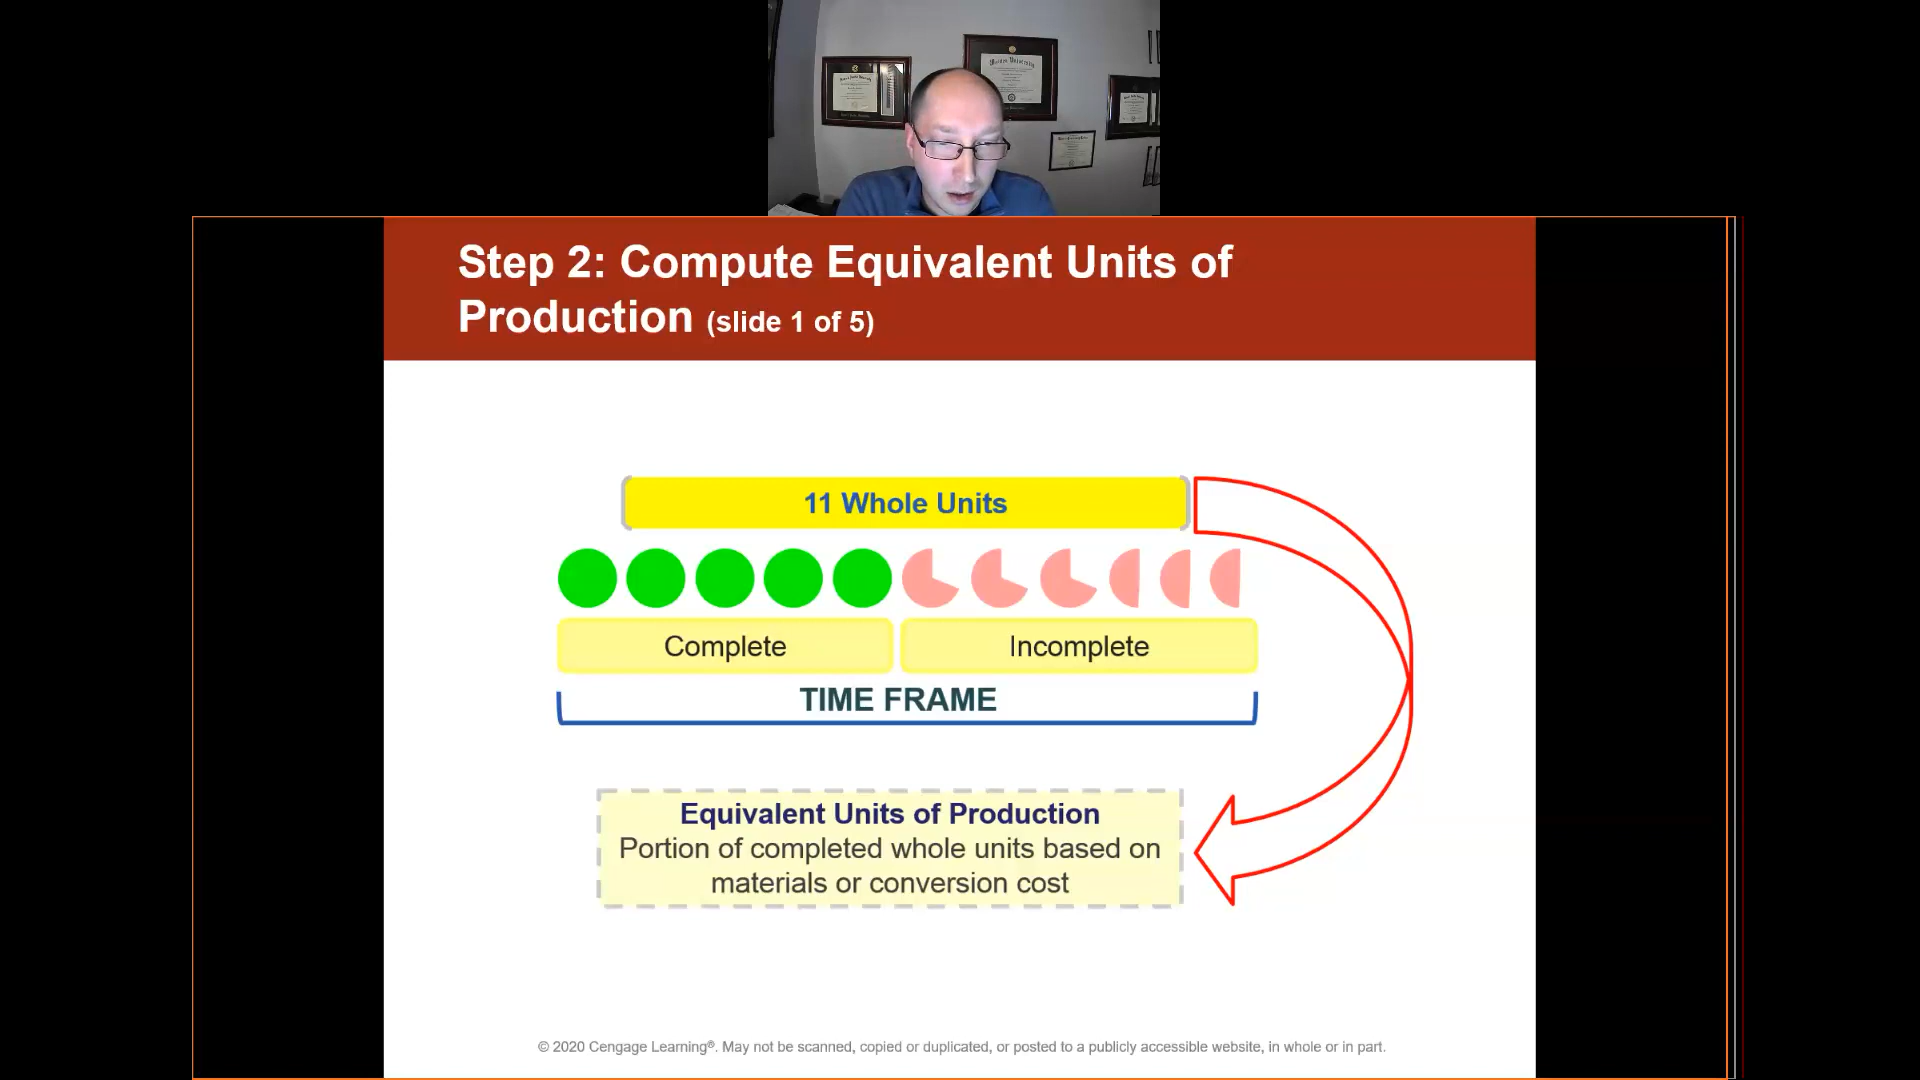 Step 2: Compute Equivalent Units of
Production (slide 1 of 5)
11 Whole Units
Complete
Incomplete
TIME FRAME
Equivalent Units of Production
Portion of completed whole units based on
materials or conversion cost
© 2020 Cengage Learning®. May not be scanned, copied or duplicated, or posted to a publicly accessible website, in whole or in part.